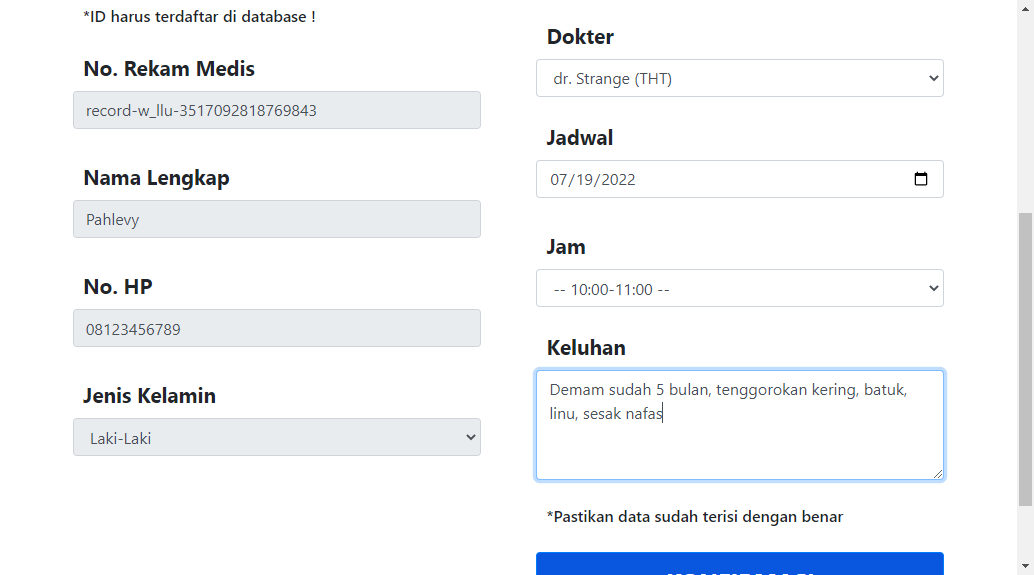 *ID harus terdaftar di database !
No. Rekam Medis
record-w_llu-3517092818769843
Nama Lengkap
Pahlevy
No. HP
08123456789
Jenis Kelamin
Laki-Laki
Dokter
dr. Strange (THT)
Jadwal
07/19/2022
Jam
-- 10:00-11:00 --
Keluhan
Demam sudah 5 bulan, tenggorokan kering, batuk,
linu, sesak nafas
*Pastikan data sudah terisi dengan benar